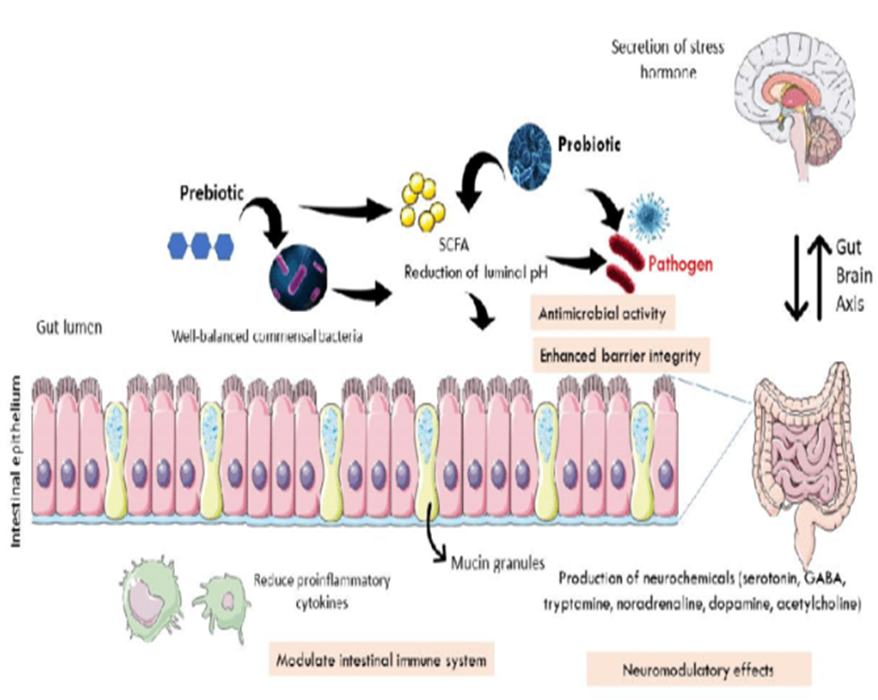 Secretion of stress
hormone
Probiotic
Prebiotic
SCFA
Reduction of luminal pH
Pathogen
Gut
Brain
Axis
Antimicrobial activity
Gut lumen
Well-balanced commensal bacteria
Enhanced barrier integrity
Intestinal epithelium
Mucin granules
Reduce proinflammatory
cytokines
Production of neurochemicals (serotonin, GABA,
tryptamine, noradrenaline, dopamine, acetylcholine)
Modulate intestinal immune system
Neuromodulatory effects